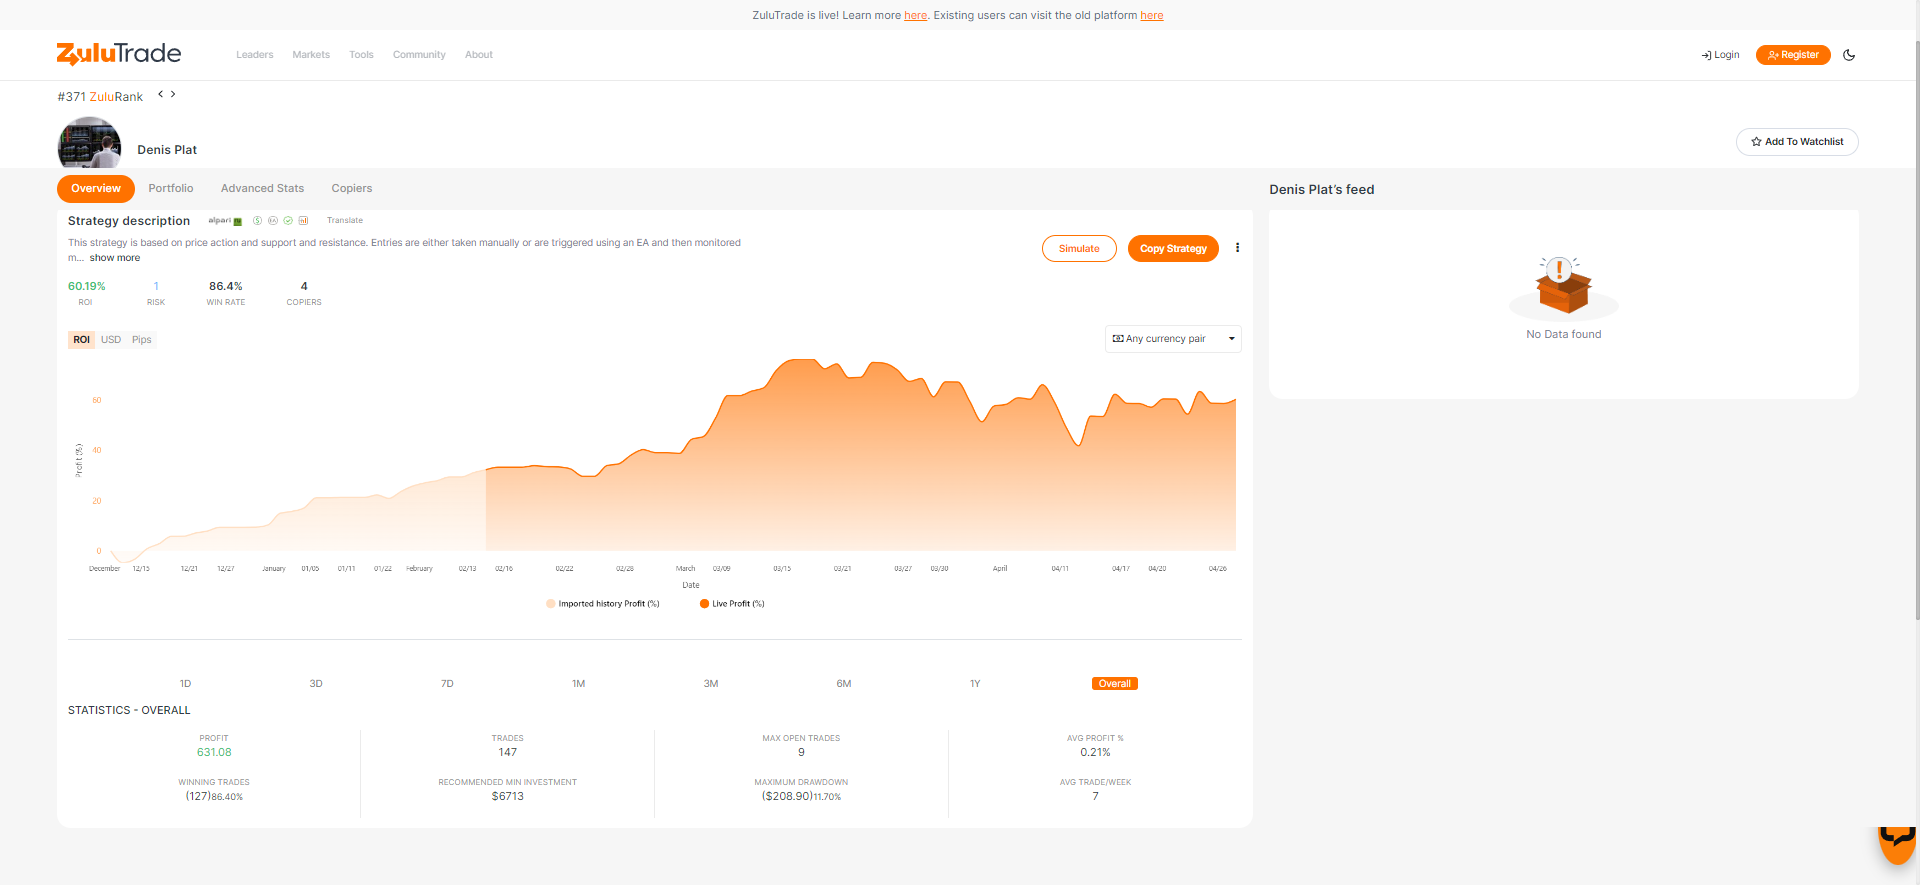 ZuluTrade is live! Learn more here. Existing users can visit the old platform here
ZuluTrade
Leaders Markets Tools Community About
Login Register
#371 ZuluRank < >
Denis Plat
Add To Watchlist
Overview Portfolio Advanced Stats Copiers
Denis Plat's feed
Strategy description alpari Translate
This strategy is based on price action and support and resistance. Entries are either taken manually or are triggered using an EA and then monitored
m... show more
Simulate Copy Strategy
60.19% 1 86.4% 4
ROI RISK WIN RATE COPIERS
No Data found
ROI USD Pips
Any currency pair
60
40
20
0
Profit (%)
December 12/15 12/21 12/27 January 01/05 01/11 01/22 February 02/13 02/16 02/22 02/28 March 03/09 03/15 03/21 03/27 03/30 April 04/11 04/17 04/20 04/26
Date
Imported history Profit (%) Live Profit (%)
1D 3D 7D 1M 3M 6M 1Y Overall
STATISTICS - OVERALL
PROFIT TRADES MAX OPEN TRADES AVG PROFIT %
631.08 147 9 0.21%
WINNING TRADES RECOMMENDED MIN INVESTMENT MAXIMUM DRAWDOWN AVG TRADE/WEEK
(127)86.40% $6713 ($208.90)11.70% 7